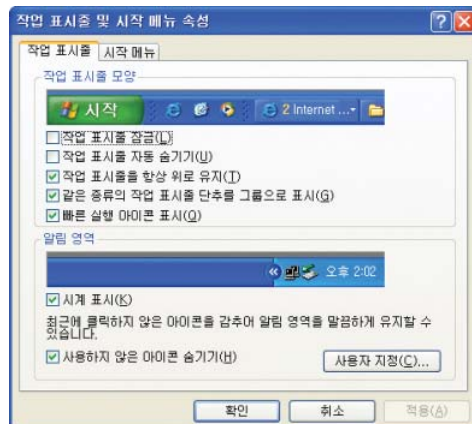 작업 표시줄 및 시작 메뉴 속성
작업 표시줄 시작 메뉴
작업 표시줄 모양
시작 2 Internet ...
작업 표시줄 잠금(L)
작업 표시줄 자동 숨기기(U)
작업 표시줄을 항상 위로 유지(T)
같은 종류의 작업 표시줄 단추를 그룹으로 표시(G)
빠른 실행 아이콘 표시(Q)
알림 영역
« 오후 2:02
시계 표시(K)
최근에 클릭하지 않은 아이콘을 감추어 알림 영역을 말끔하게 유지할 수
있습니다.
사용하지 않은 아이콘 숨기기(H) 사용자 지정(C)...
확인 취소 적용(A)